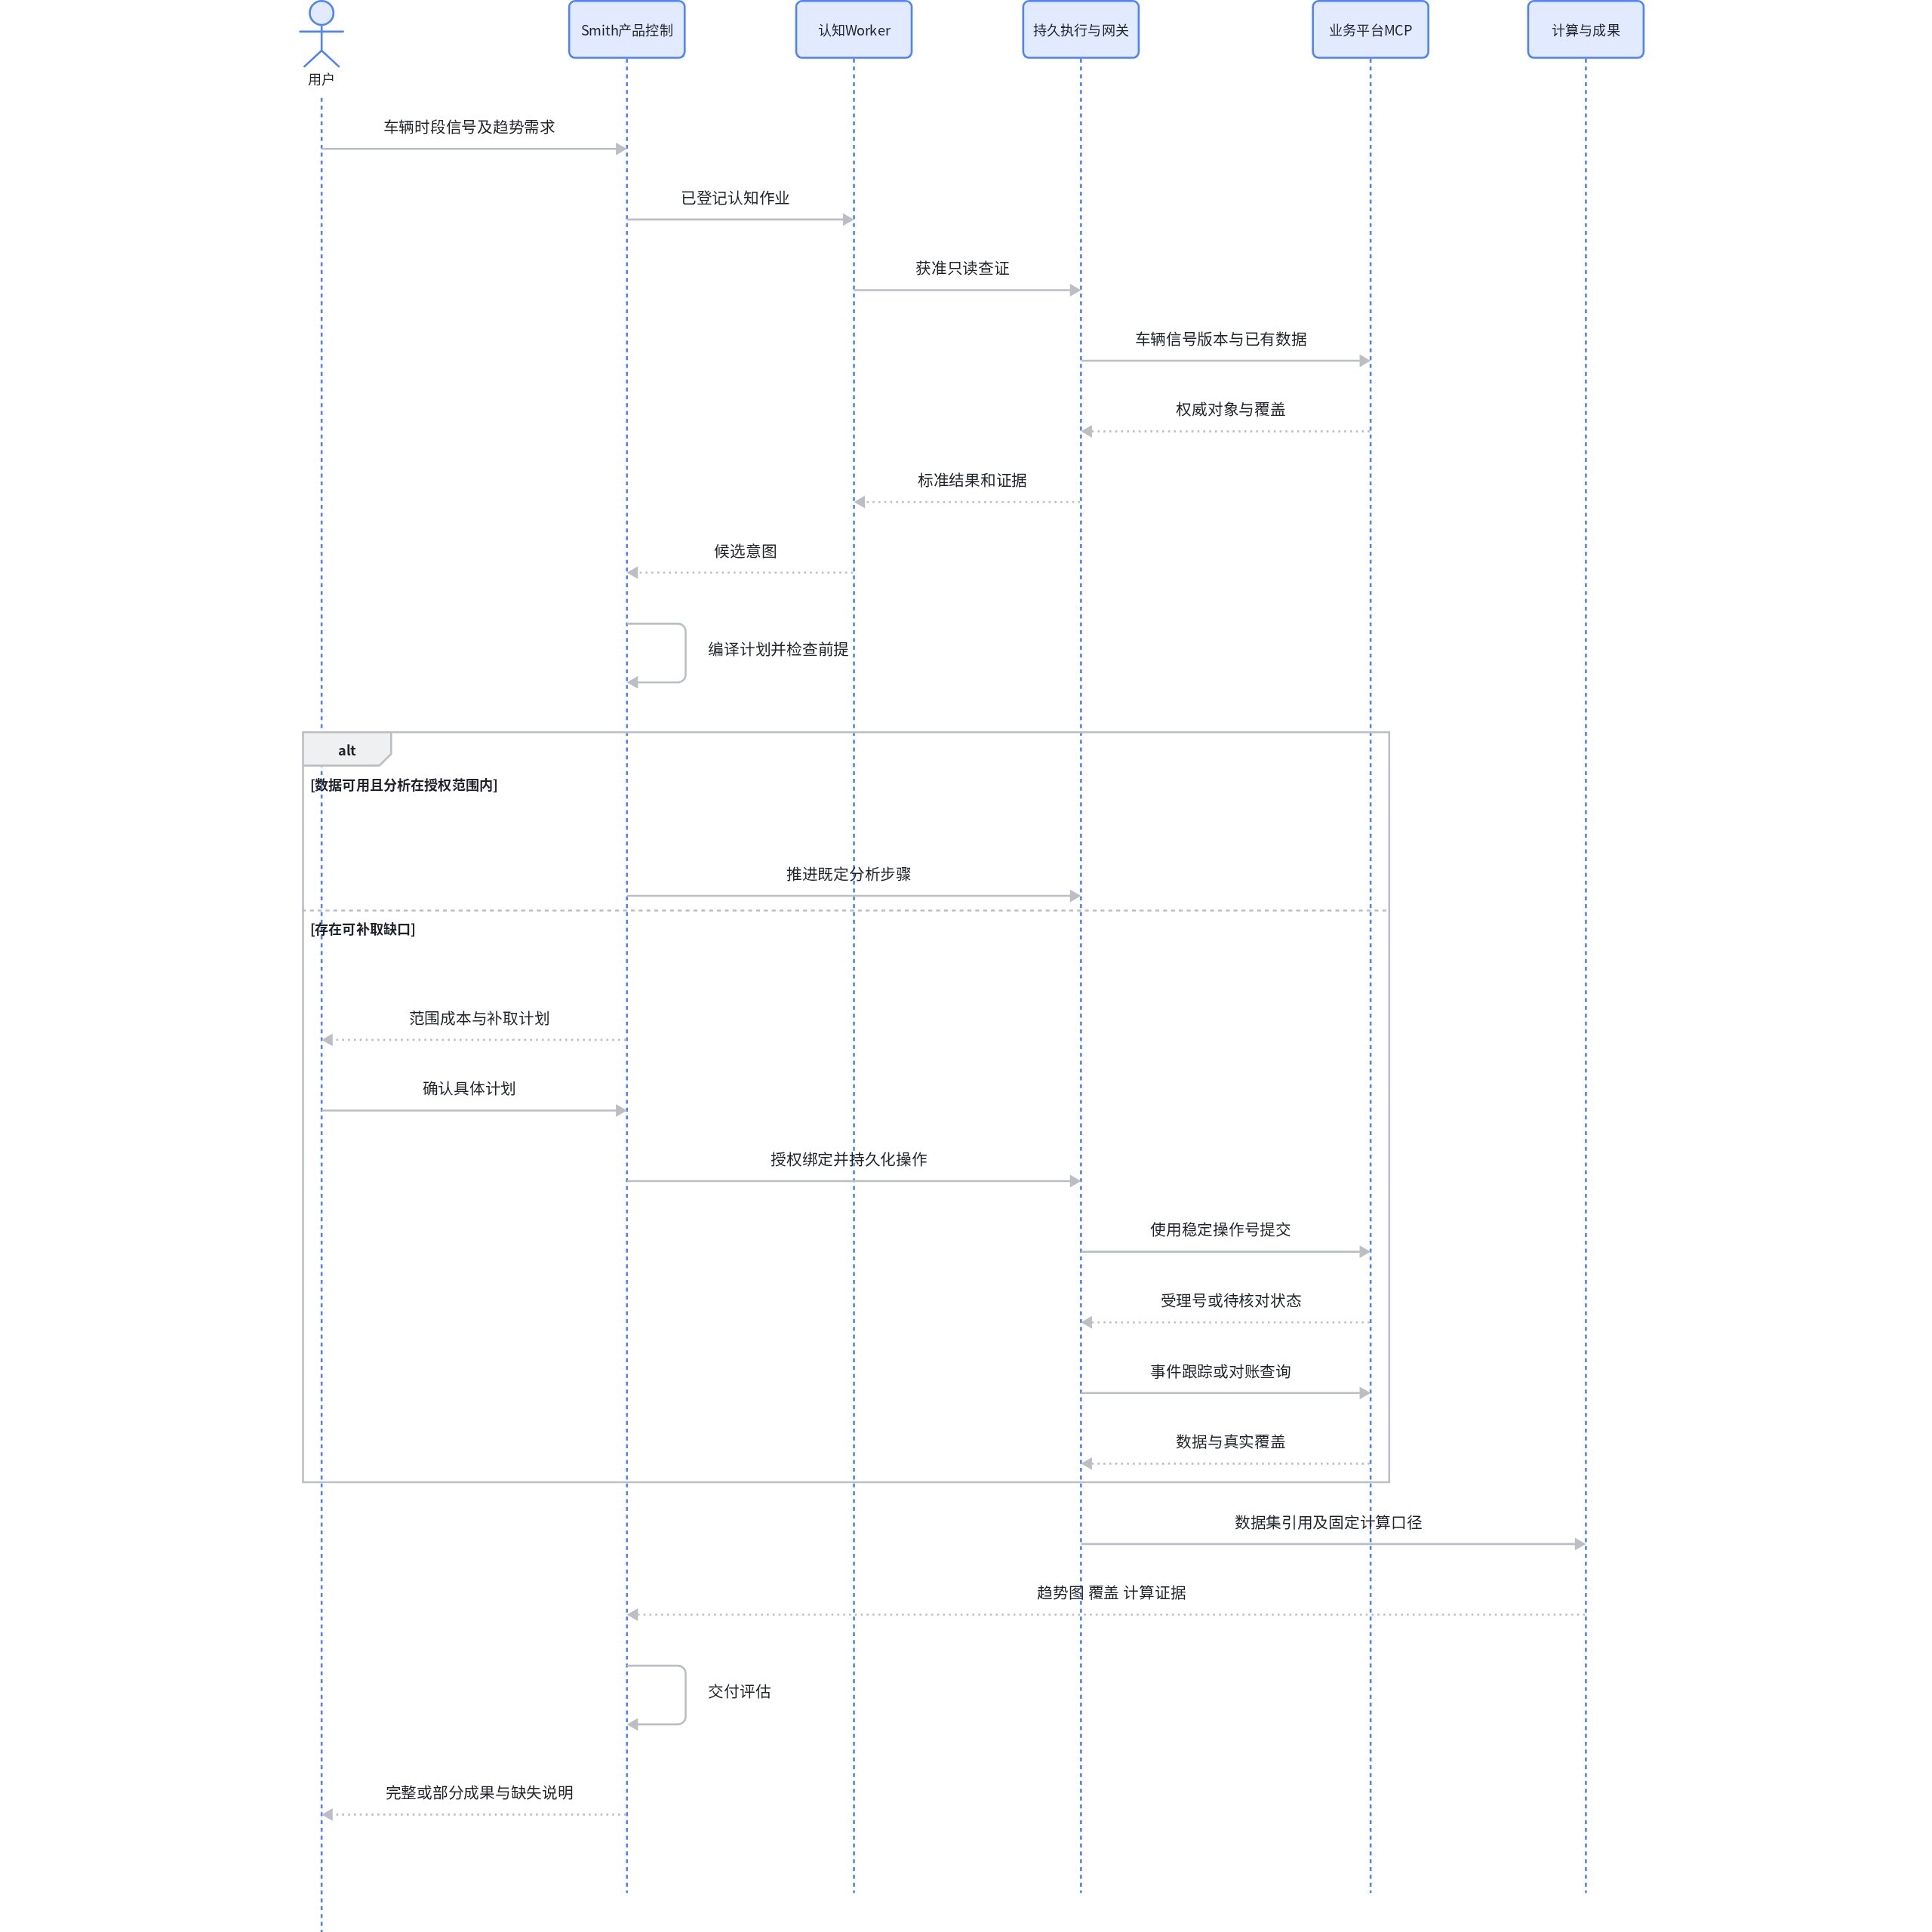 用户
Smith产品控制
认知Worker
持久执行与网关
业务平台MCP
计算与成果
车辆时段信号及趋势需求
已登记认知作业
获准只读查证
车辆信号版本与已有数据
权威对象与覆盖
标准结果和证据
候选意图
编译计划并检查前提
alt
[数据可用且分析在授权范围内]
推进既定分析步骤
[存在可补取缺口]
范围成本与补取计划
确认具体计划
授权绑定并持久化操作
使用稳定操作号提交
受理号或待核对状态
事件跟踪或对账查询
数据与真实覆盖
数据集引用及固定计算口径
趋势图 覆盖 计算证据
交付评估
完整或部分成果与缺失说明